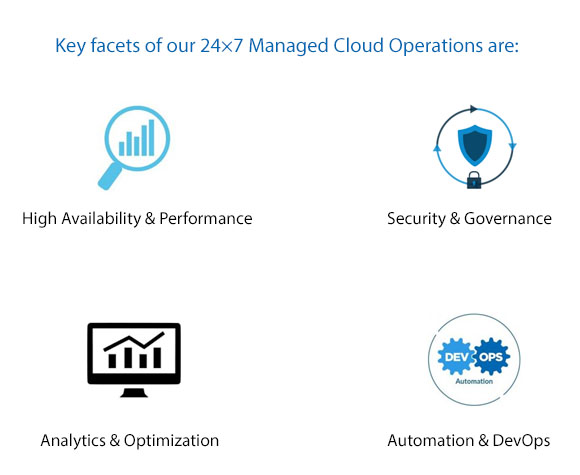 Key facets of our 24×7 Managed Cloud Operations are:
High Availability & Performance
Security & Governance
DEV OPS
Automation
Analytics & Optimization
Automation & DevOps